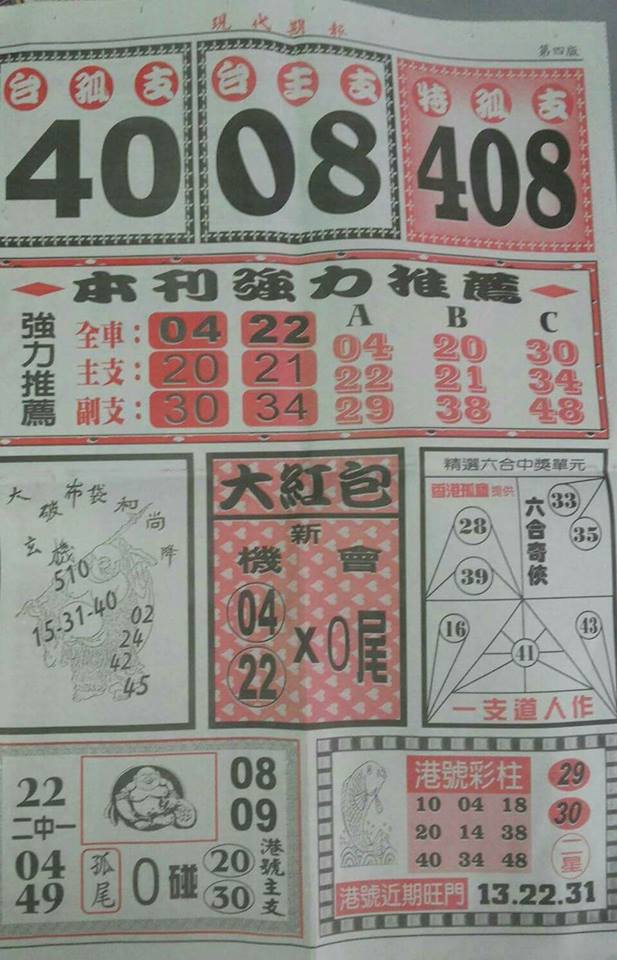 現代期報
第四版
台孤支
40
台主支
08
特孤支
408
本刊強力推薦
強力推薦
全車：04 22
主支：20 21
副支：30 34
A B C
04 20 30
22 21 34
29 38 48
大破布袋和尚降
玄機
510
15-31-40
02
24
42
45
大紅包
新
機會
04
22
X0尾
精選六合中獎單元
香港孤鷹提供
六合奇俠
28
39
33
35
16
41
43
一支道人作
22
二中一
04
49
孤尾
0碰
08
09
20
30
港號主支
港號彩柱
10 04 18
20 14 38
40 34 48
29
30
二星
港號近期旺門
13.22.31